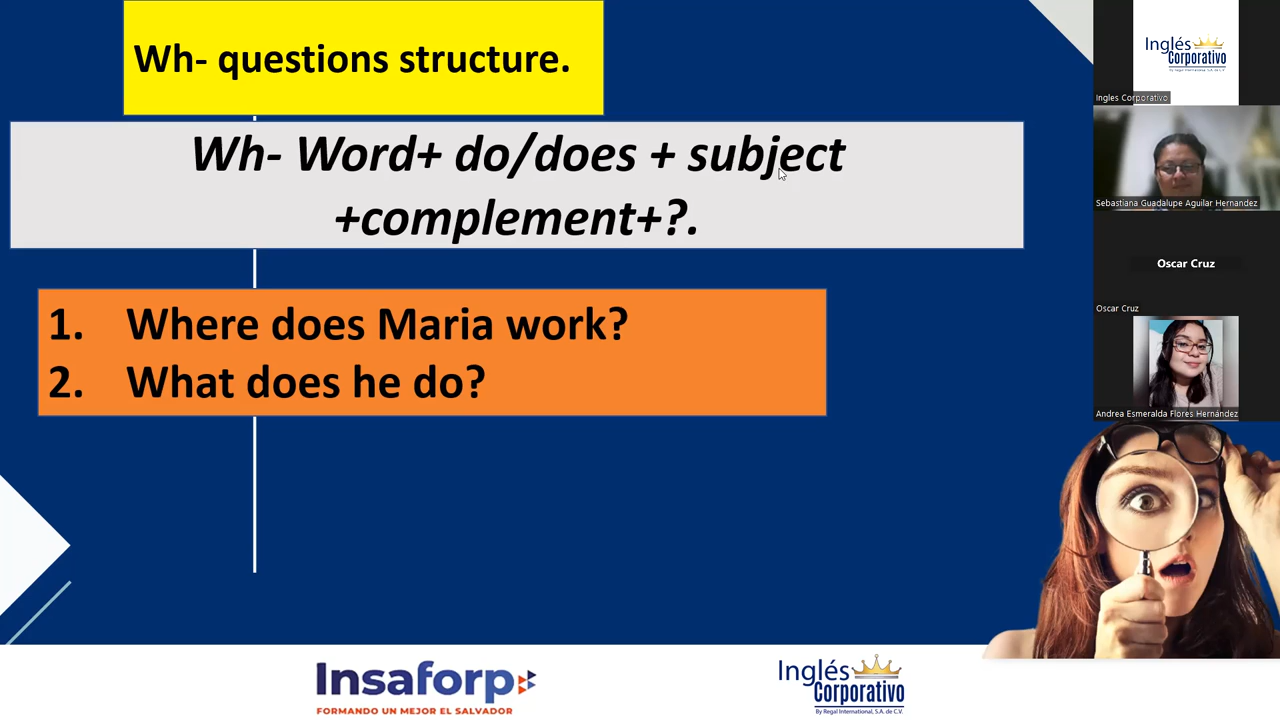 Wh- questions structure.
Wh- Word+ do/does + subject
+complement+?.
1. Where does Maria work?
2. What does he do?
Insaforp
FORMANDO UN MEJOR EL SALVADOR
Inglés
Corporativo
By Regal International, S.A. de C.V.
Inglés
Corporativo
By Regal International, S.A. de C.V.
Ingles Corporativo
Sebastiana Guadalupe Aguilar Hernandez
Oscar Cruz
Oscar Cruz
Andrea Esmeralda Flores Hernández